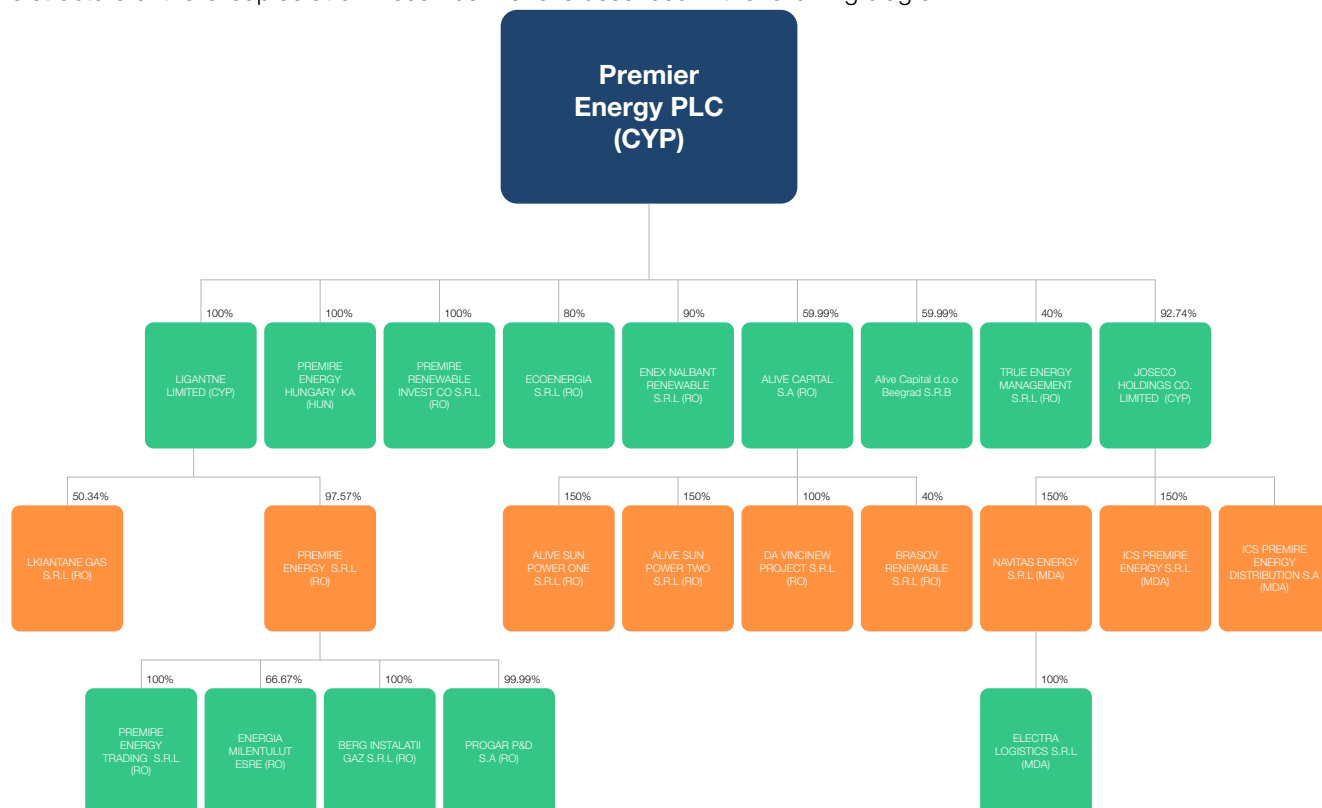 Premier
Energy PLC
(CYP)
100%
100%
100%
80%
90%
59.99%
59.99%
40%
92.74%
LIGANTNE
LIMITED (CYP)
PREMIRE
ENERGY
HUNGARY KA
(HUN)
PREMIRE
RENEWABLE
INVEST CO S.R.L
(RO)
ECOENERGIA
S.R.L (RO)
ENEX NALBANT
RENEWABLE
S.R.L (RO)
ALIVE CAPITAL
S.A (RO)
Alive Capital d.o.o
Beegrad S.R.B
TRUE ENERGY
MANAGEMENT
S.R.L (RO)
JOSECO
HOLDINGS CO.
LIMITED (CYP)
50.34%
97.57%
150%
150%
100%
40%
150%
150%
LKIANTANE GAS
S.R.L (RO)
PREMIRE
ENERGY S.R.L
(RO)
ALIVE SUN
POWER ONE
S.R.L (RO)
ALIVE SUN
POWER TWO
S.R.L (RO)
DA VINCINEW
PROJECT S.R.L
(RO)
BRASOV
RENEWABLE
S.R.L (RO)
NAVITAS ENERGY
S.R.L (MDA)
ICS PREMIRE
ENERGY S.R.L
(MDA)
ICS PREMIRE
ENERGY
DISTRIBUTION S.A
(MDA)
100%
66.67%
100%
99.99%
100%
PREMIRE
ENERGY
TRADING S.R.L
(RO)
ENERGIA
MILENTULUT
ESRE (RO)
BERG INSTALATII
GAZ S.R.L (RO)
PROGAR P&D
S.A (RO)
ELECTRA
LOGISTICS S.R.L
(MDA)